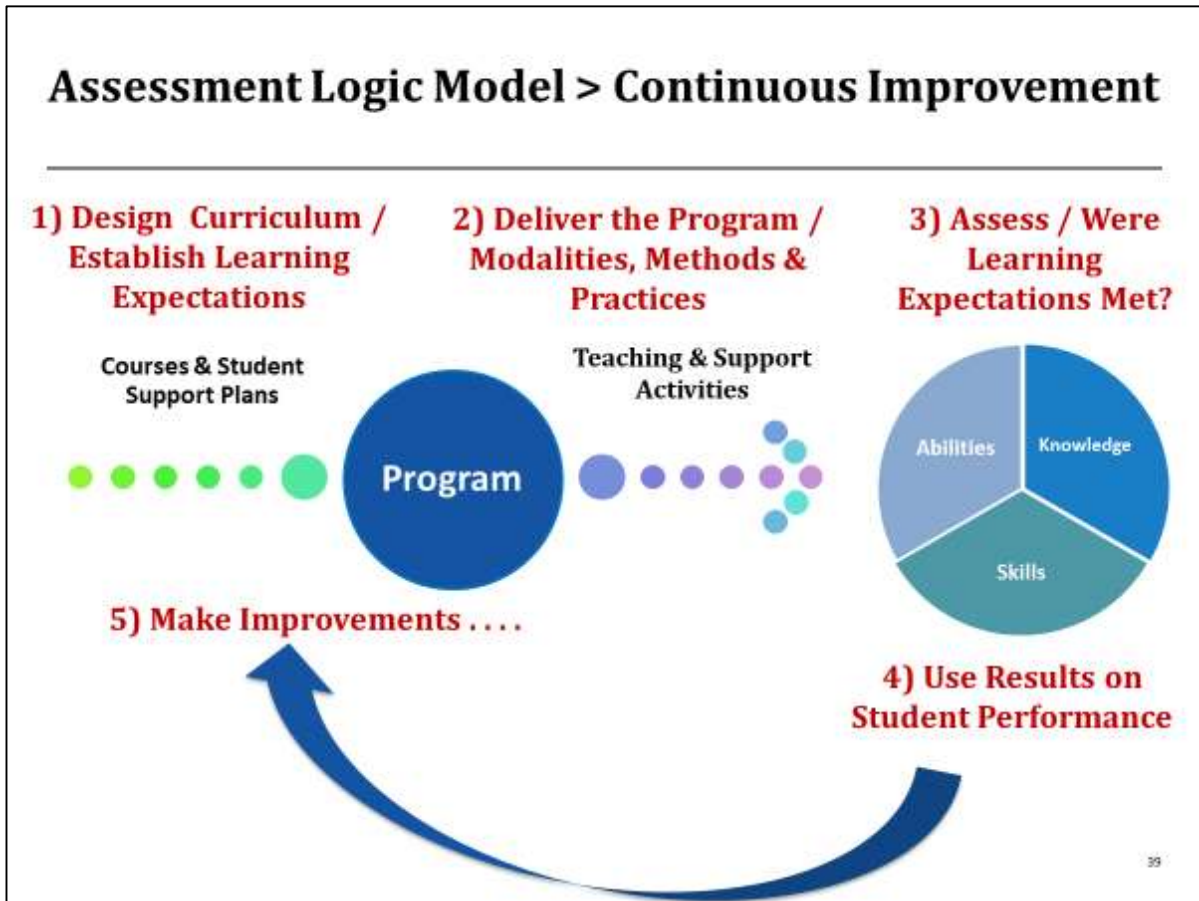 Assessment Logic Model > Continuous Improvement
1) Design Curriculum /
Establish Learning
Expectations
2) Deliver the Program /
Modalities, Methods &
Practices
3) Assess / Were
Learning
Expectations Met?
Courses & Student
Support Plans
Program
Teaching & Support
Activities
Abilities
Knowledge
Skills
5) Make Improvements . . . .
4) Use Results on
Student Performance
39